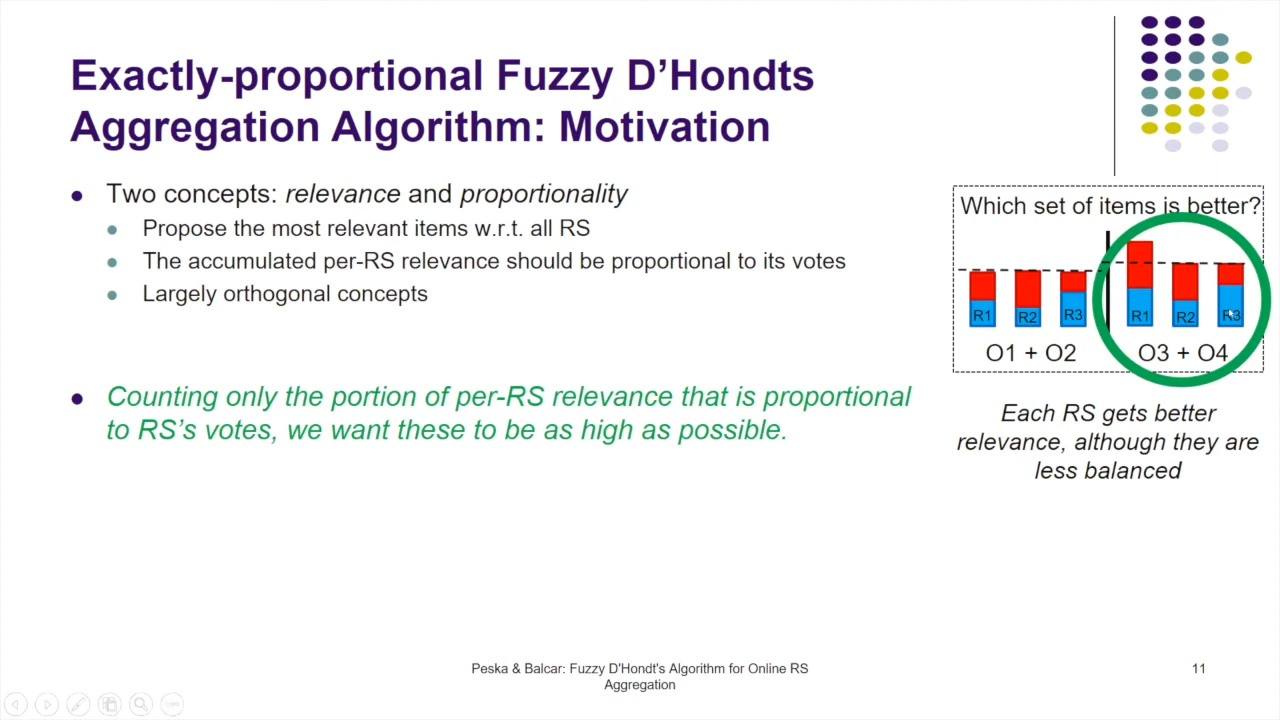 Exactly-proportional Fuzzy D’Hondts
Aggregation Algorithm: Motivation
Two concepts: relevance and proportionality
Propose the most relevant items w.r.t. all RS
The accumulated per-RS relevance should be proportional to its votes
Largely orthogonal concepts
Counting only the portion of per-RS relevance that is proportional
to RS’s votes, we want these to be as high as possible.
Which set of items is better?
R1 R2 R3 R1 R2 R3
O1 + O2 O3 + O4
Each RS gets better
relevance, although they are
less balanced
Peska & Balcar: Fuzzy D'Hondt's Algorithm for Online RS
Aggregation
11